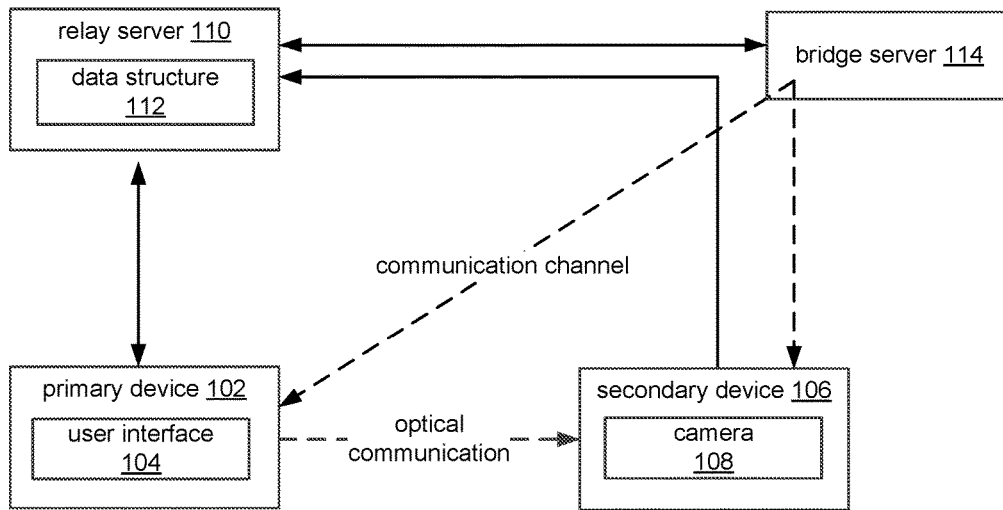 relay server 110
data structure
112
bridge server 114
communication channel
primary device 102
user interface
104
optical
communication
secondary device 106
camera
108